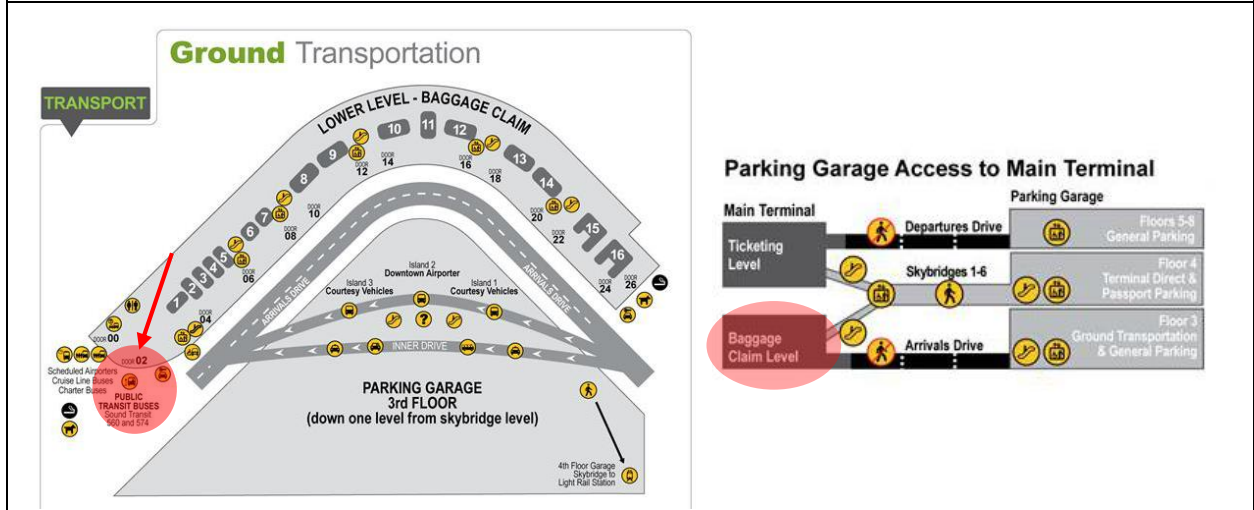 Ground Transportation
TRANSPORT
LOWER LEVEL - BAGGAGE CLAIM
1
2
3
4
5
6
7
8
9
10
11
12
13
14
15
16
DOOR 00
DOOR 02
DOOR 04
DOOR 06
DOOR 08
DOOR 10
DOOR 12
DOOR 14
DOOR 16
DOOR 18
DOOR 20
DOOR 22
DOOR 24
DOOR 26
ARRIVALS DRIVE
ARRIVALS DRIVE
Island 2
Downtown Airporter
Island 3
Courtesy Vehicles
Island 1
Courtesy Vehicles
?
INNER DRIVE
Scheduled Airporters
Cruise Line Buses
Charter Buses
PUBLIC
TRANSIT BUSES
Sound Transit
560 and 574
PARKING GARAGE
3rd FLOOR
(down one level from skybridge level)
4th Floor Garage
Skybridge to
Light Rail Station
Parking Garage Access to Main Terminal
Main Terminal
Parking Garage
Ticketing
Level
Departures Drive
Floors 5-8
General Parking
Skybridges 1-6
Floor 4
Terminal Direct &
Passport Parking
Baggage
Claim Level
Arrivals Drive
Floor 3
Ground Transportation
& General Parking